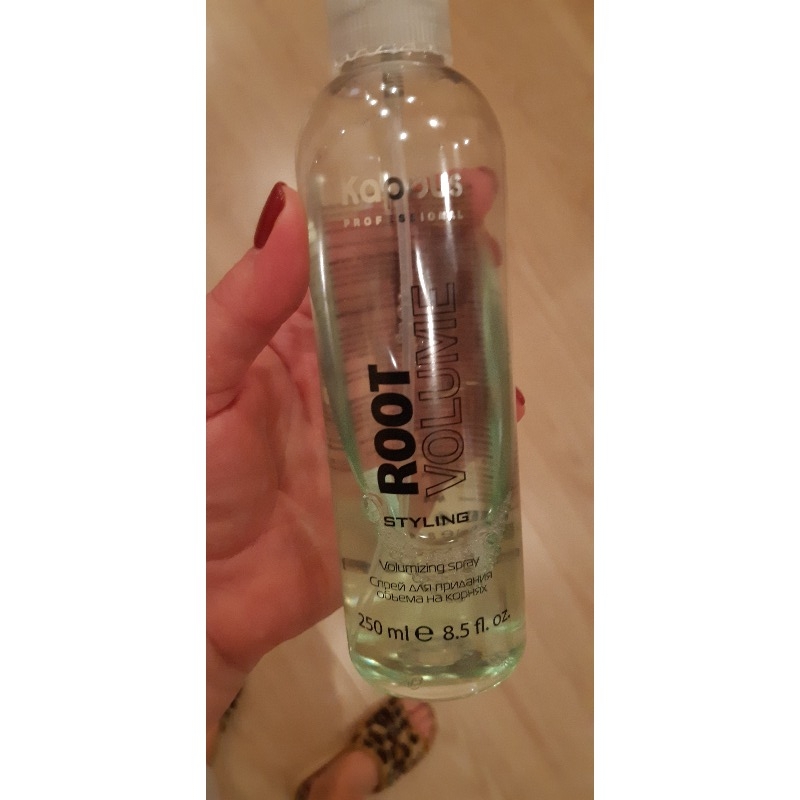 Kapous
PROFESSIONAL
ROOT
VOLUME
STYLING
Volumizing spray
Спрей для придания
объема на корнях
250 ml ℮ 8.5 fl. oz.